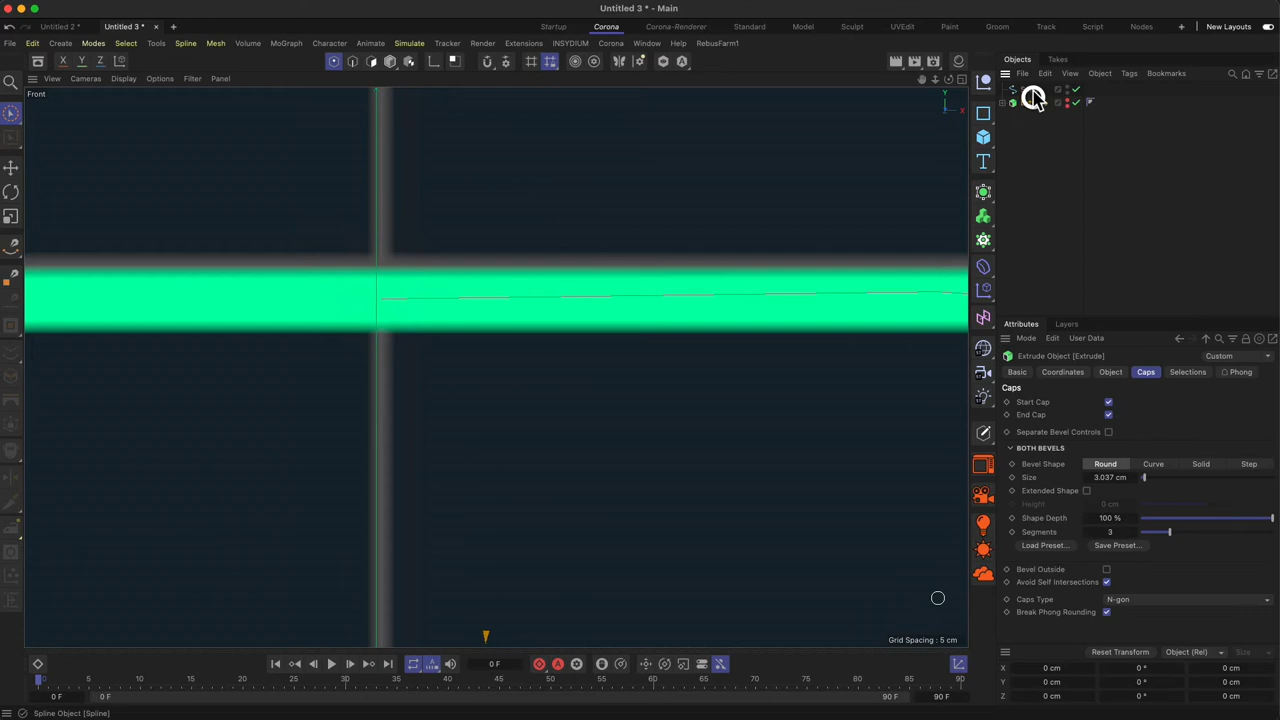 Untitled 3 * - Main
Untitled 2 *
Untitled 3 *
Startup
Corona
Corona-Renderer
Standard
Model
Sculpt
UVEdit
Paint
Groom
Track
Script
Nodes
New Layouts
File Edit Create Modes Select Tools Spline Mesh Volume MoGraph Character Animate Simulate Tracker Render Extensions INSYDIUM Corona Window Help RebusFarm1
X Y Z
Objects Takes
View Cameras Display Options Filter Panel
File Edit View Object Tags Bookmarks
Front
Y
X
Attributes Layers
Mode Edit User Data
Extrude Object [Extrude]
Custom
Basic Coordinates Object Caps Selections Phong
Caps
Start Cap
End Cap
Separate Bevel Controls
BOTH BEVELS
Bevel Shape Round Curve Solid Step
Size 3.037 cm
Extended Shape
Height 0 cm
Shape Depth 100 %
Segments 3
Load Preset... Save Preset...
Bevel Outside
Avoid Self Intersections
Caps Type N-gon
Break Phong Rounding
Grid Spacing : 5 cm
Reset Transform Object (Rel) Size
0 F
X 0 cm 0 ° 0 cm
Y 0 cm 0 ° 0 cm
Z 0 cm 0 ° 0 cm
0 5 10 15 20 25 30 35 40 45 50 55 60 65 70 75 80 85 90
0 F 0 F 90 F 90 F
Spline Object [Spline]